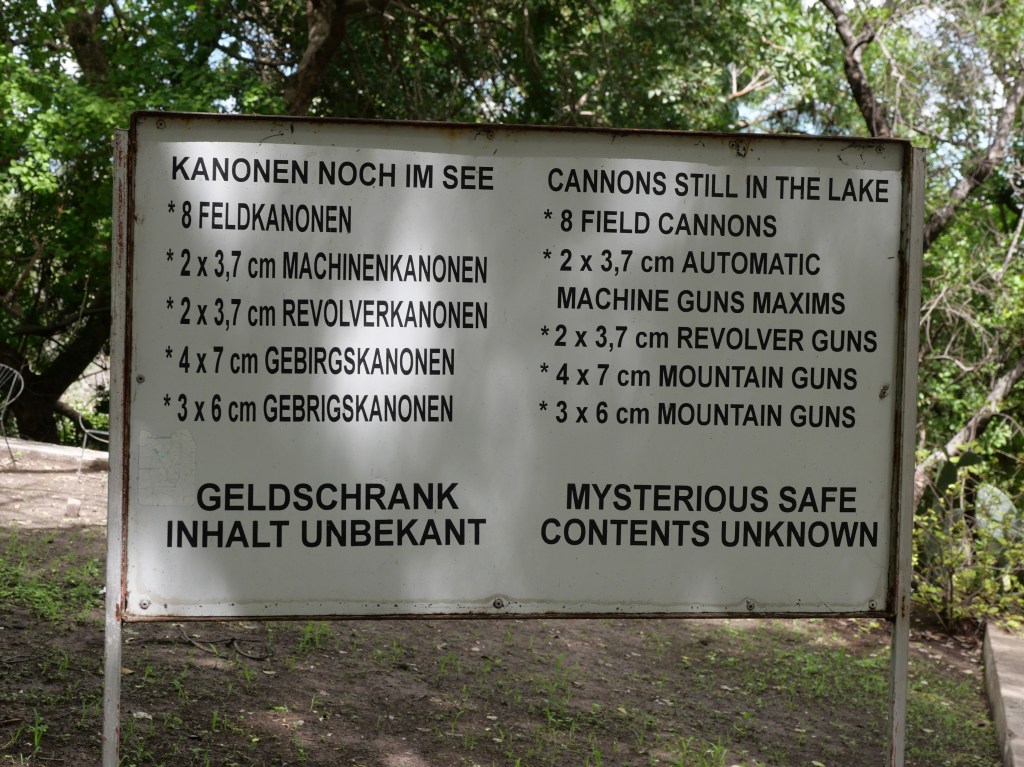 KANONEN NOCH IM SEE
* 8 FELDKANONEN
* 2 x 3,7 cm MACHINENKANONEN
* 2 x 3,7 cm REVOLVERKANONEN
* 4 x 7 cm GEBIRGSKANONEN
* 3 x 6 cm GEBRIGSKANONEN
GELDSCHRANK
INHALT UNBEKANT
CANNONS STILL IN THE LAKE
* 8 FIELD CANNONS
* 2 x 3,7 cm AUTOMATIC
MACHINE GUNS MAXIMS
* 2 x 3,7 cm REVOLVER GUNS
* 4 x 7 cm MOUNTAIN GUNS
* 3 x 6 cm MOUNTAIN GUNS
MYSTERIOUS SAFE
CONTENTS UNKNOWN